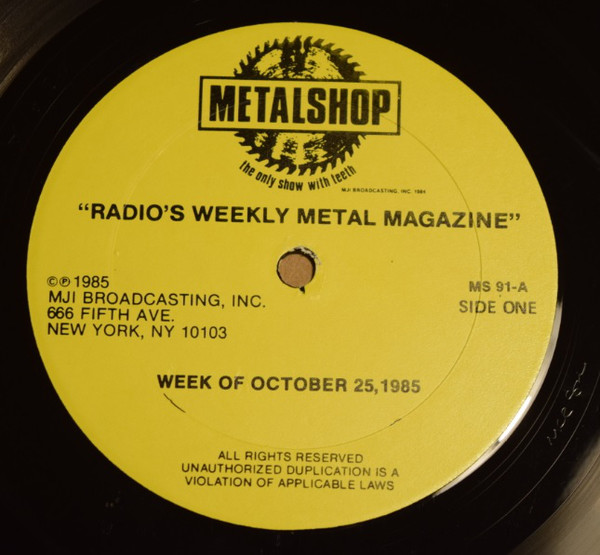 METALSHOP
the only show with teeth
MJI BROADCASTING, INC. 1984
“RADIO'S WEEKLY METAL MAGAZINE”
©℗ 1985
MJI BROADCASTING, INC.
666 FIFTH AVE.
NEW YORK, NY 10103
MS 91-A
SIDE ONE
WEEK OF OCTOBER 25,1985
ALL RIGHTS RESERVED
UNAUTHORIZED DUPLICATION IS A
VIOLATION OF APPLICABLE LAWS